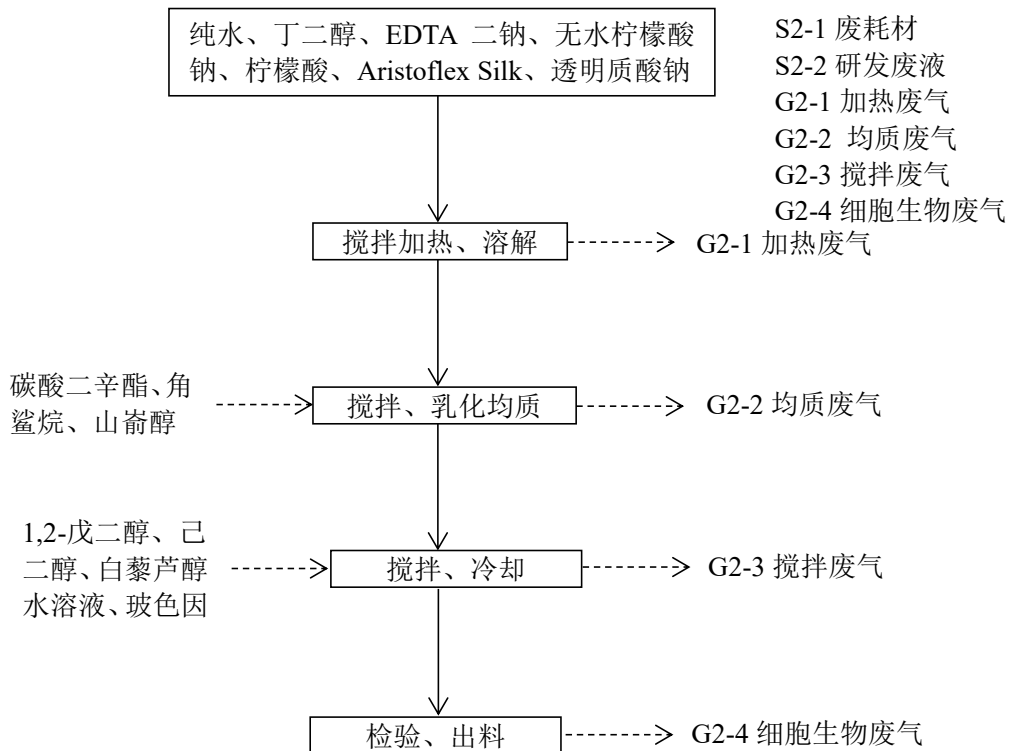 纯水、丁二醇、EDTA 二钠、无水柠檬酸
钠、柠檬酸、Aristoflex Silk、透明质酸钠
S2-1 废耗材
S2-2 研发废液
G2-1 加热废气
G2-2 均质废气
G2-3 搅拌废气
G2-4 细胞生物废气
搅拌加热、溶解
G2-1 加热废气
碳酸二辛酯、角
鲨烷、山嵛醇
搅拌、乳化均质
G2-2 均质废气
1,2-戊二醇、己
二醇、白藜芦醇
水溶液、玻色因
搅拌、冷却
G2-3 搅拌废气
检验、出料
G2-4 细胞生物废气